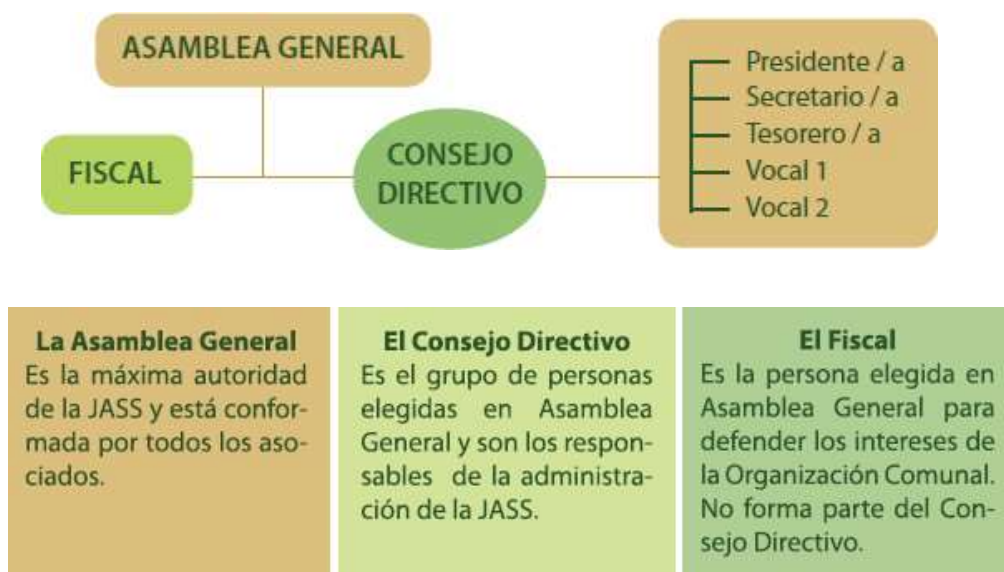 ASAMBLEA GENERAL
FISCAL
CONSEJO
DIRECTIVO
Presidente / a
Secretario / a
Tesorero / a
Vocal 1
Vocal 2
La Asamblea General
Es la máxima autoridad
de la JASS y está confor-
mada por todos los aso-
ciados.
El Consejo Directivo
Es el grupo de personas
elegidas en Asamblea
General y son los respon-
sables de la administra-
ción de la JASS.
El Fiscal
Es la persona elegida en
Asamblea General para
defender los intereses de
la Organización Comunal.
No forma parte del Con-
sejo Directivo.